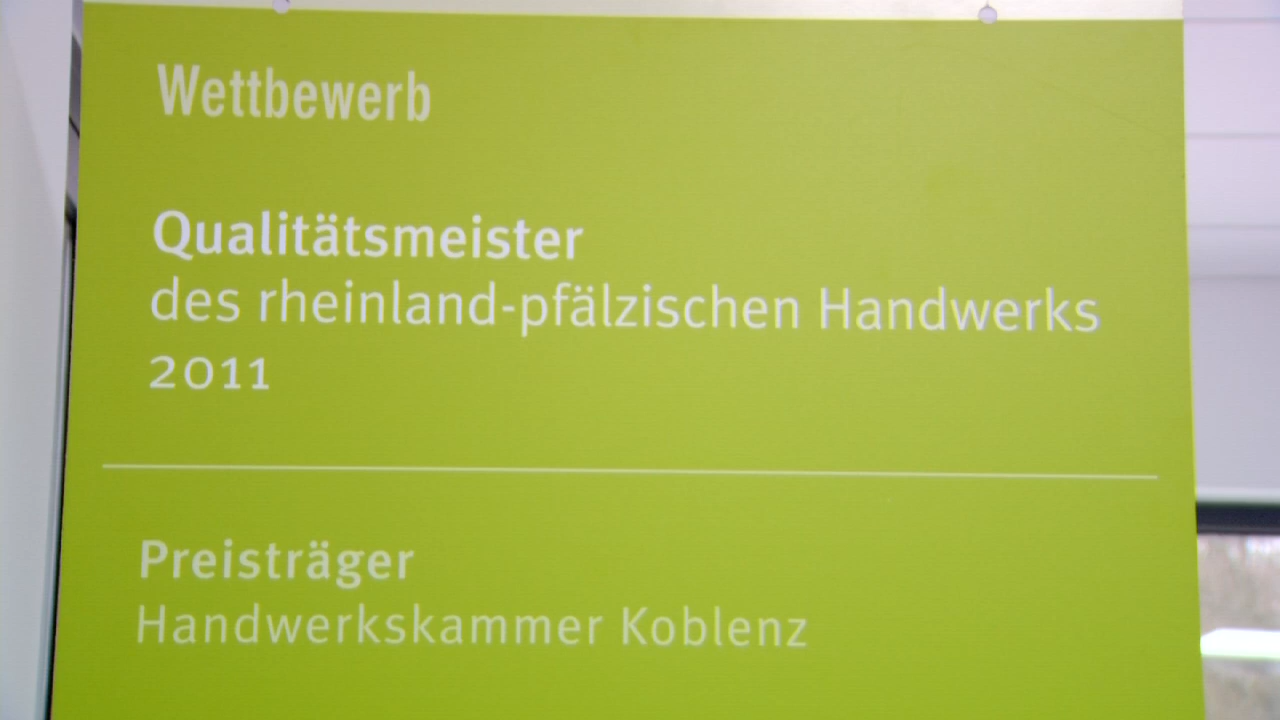 Wettbewerb
Qualitätsmeister
des rheinland-pfälzischen Handwerks
2011
Preisträger
Handwerkskammer Koblenz